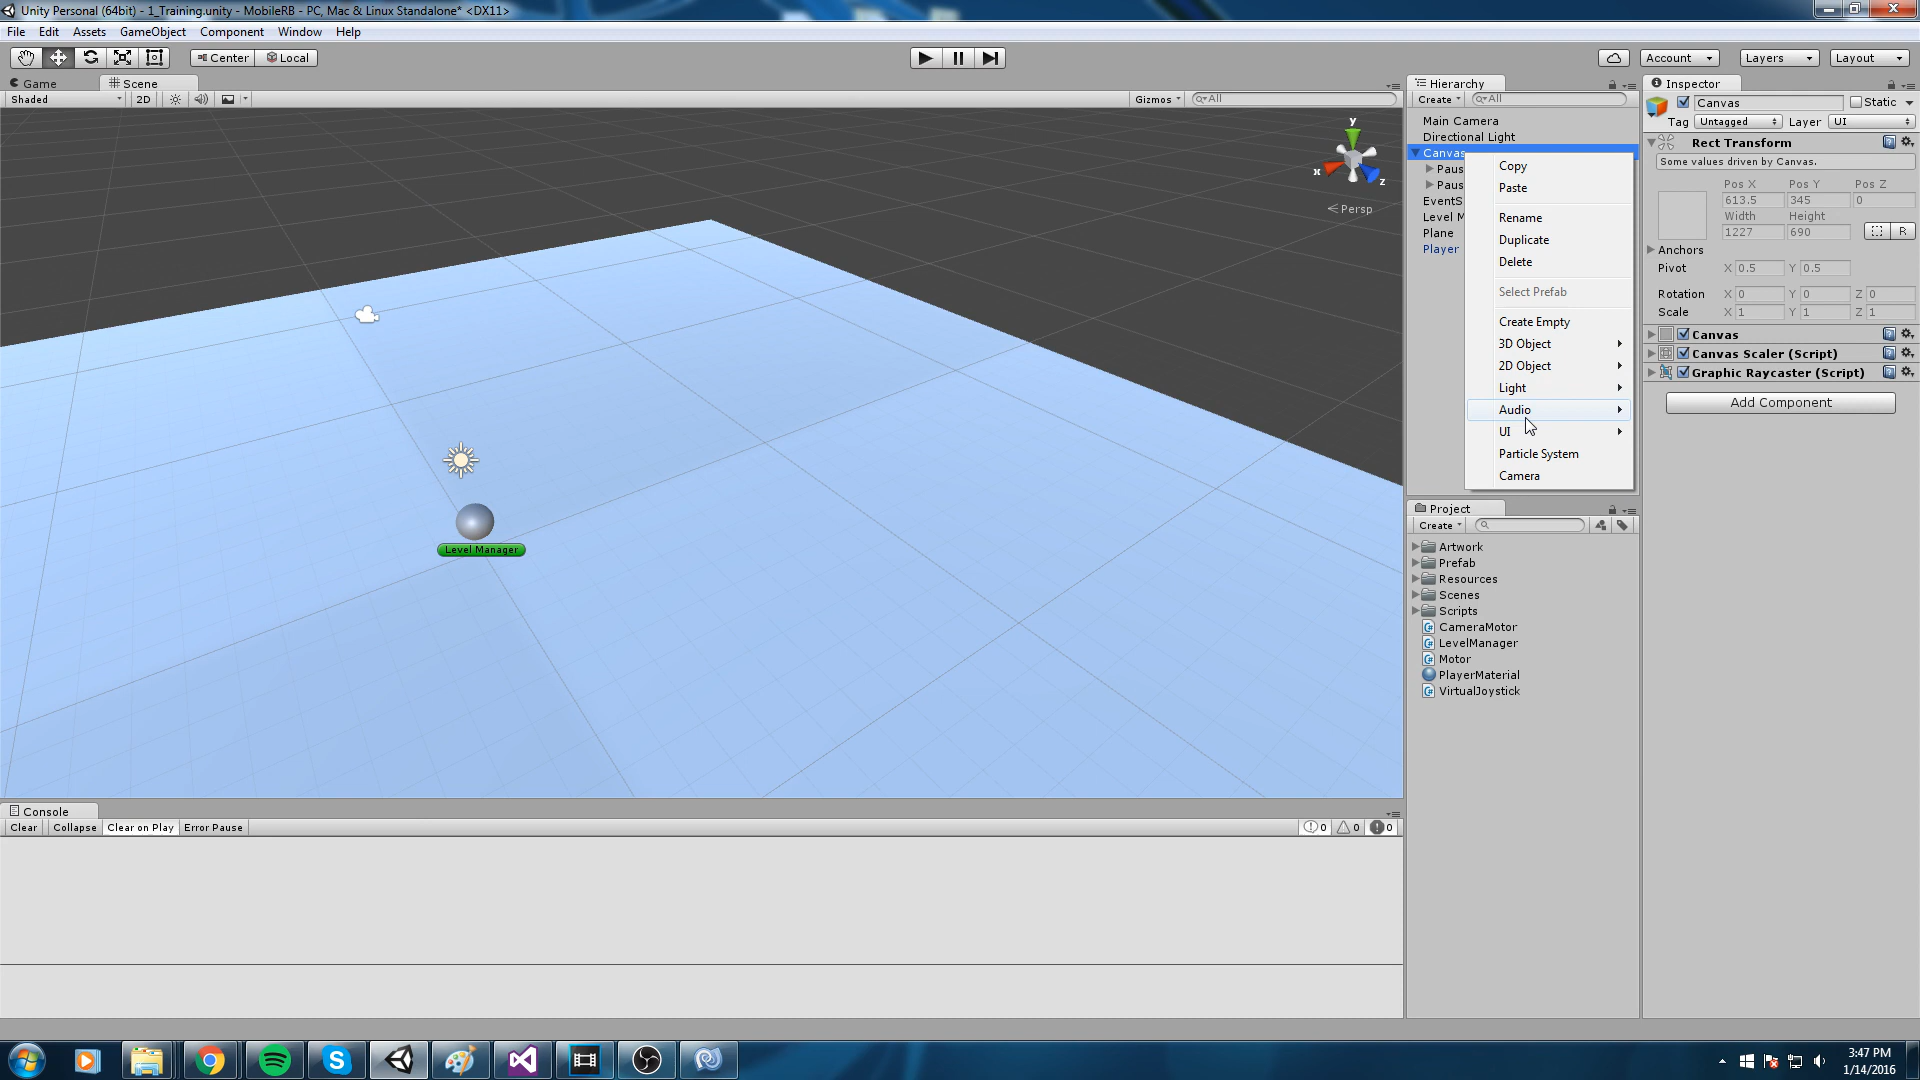 Unity Personal (64bit) - 1_Training.unity - MobileRB - PC, Mac & Linux Standalone* <DX11>
File Edit Assets GameObject Component Window Help
Center Local
Account Layers Layout
Game Scene
Shaded 2D Gizmos All
y
x
z
Persp
Level Manager
Hierarchy
Create All
Main Camera
Directional Light
Canvas
Paus
Paus
EventS
Level M
Plane
Player
Copy
Paste
Rename
Duplicate
Delete
Select Prefab
Create Empty
3D Object
2D Object
Light
Audio
UI
Particle System
Camera
Inspector
Canvas Static
Tag Untagged Layer UI
Rect Transform
Some values driven by Canvas.
Pos X Pos Y Pos Z
613.5 345 0
Width Height
1227 690 R
Anchors
Pivot X 0.5 Y 0.5
Rotation X 0 Y 0 Z 0
Scale X 1 Y 1 Z 1
Canvas
Canvas Scaler (Script)
Graphic Raycaster (Script)
Add Component
Project
Create
Artwork
Prefab
Resources
Scenes
Scripts
CameraMotor
LevelManager
Motor
PlayerMaterial
VirtualJoystick
Console
Clear Collapse Clear on Play Error Pause 0 0 0
3:47 PM
1/14/2016